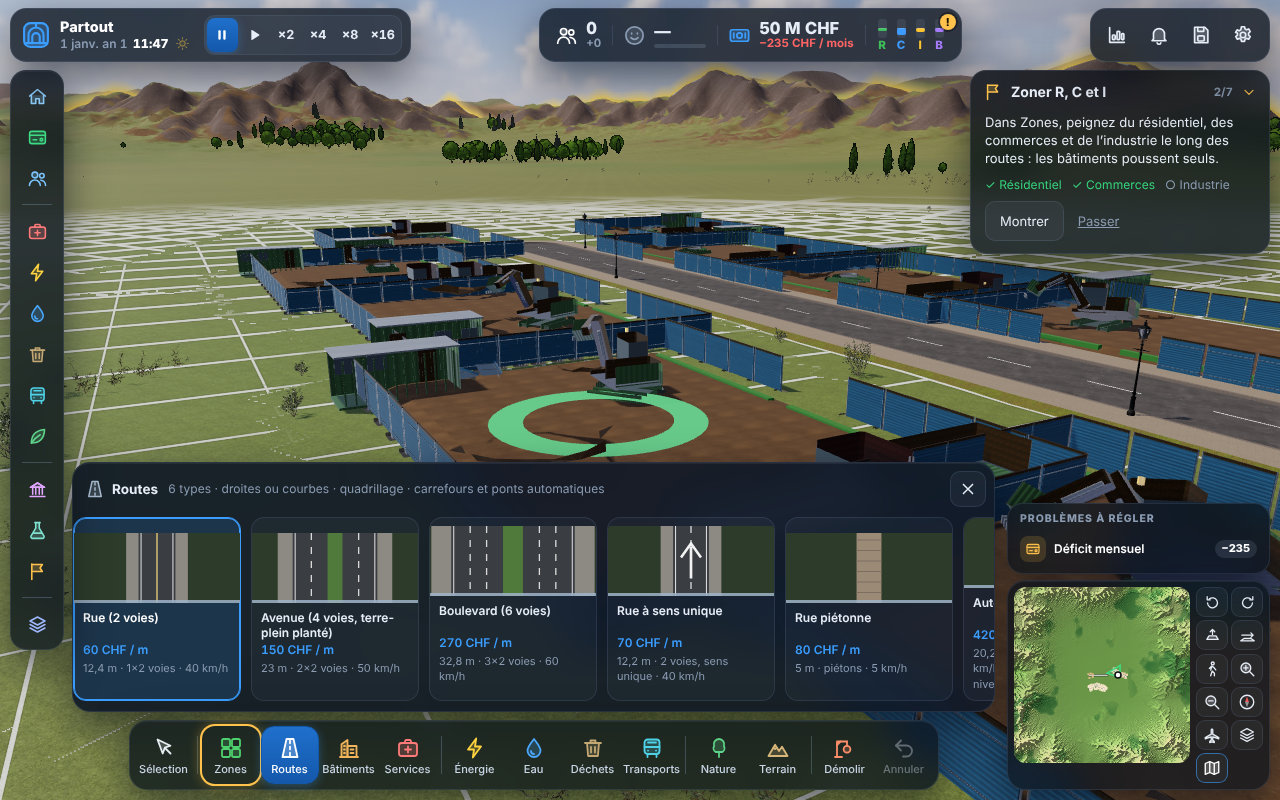 Partout
1 janv. an 1 11:47
×2 ×4 ×8 ×16
0
+0
—
50 M CHF
−235 CHF / mois
R C I B
!
Zoner R, C et I 2/7
Dans Zones, peignez du résidentiel, des
commerces et de l’industrie le long des
routes : les bâtiments poussent seuls.
✓ Résidentiel ✓ Commerces ○ Industrie
Montrer Passer
Routes 6 types · droites ou courbes · quadrillage · carrefours et ponts automatiques
Rue (2 voies)
60 CHF / m
12,4 m · 1×2 voies · 40 km/h
Avenue (4 voies, terre-
plein planté)
150 CHF / m
23 m · 2×2 voies · 50 km/h
Boulevard (6 voies)
270 CHF / m
32,8 m · 3×2 voies · 60
km/h
Rue à sens unique
70 CHF / m
12,2 m · 2 voies, sens
unique · 40 km/h
Rue piétonne
80 CHF / m
5 m · piétons · 5 km/h
Aut
420
20,2
km/
nive
PROBLÈMES À RÉGLER
Déficit mensuel −235
Sélection Zones Routes Bâtiments Services Énergie Eau Déchets Transports Nature Terrain Démolir Annuler